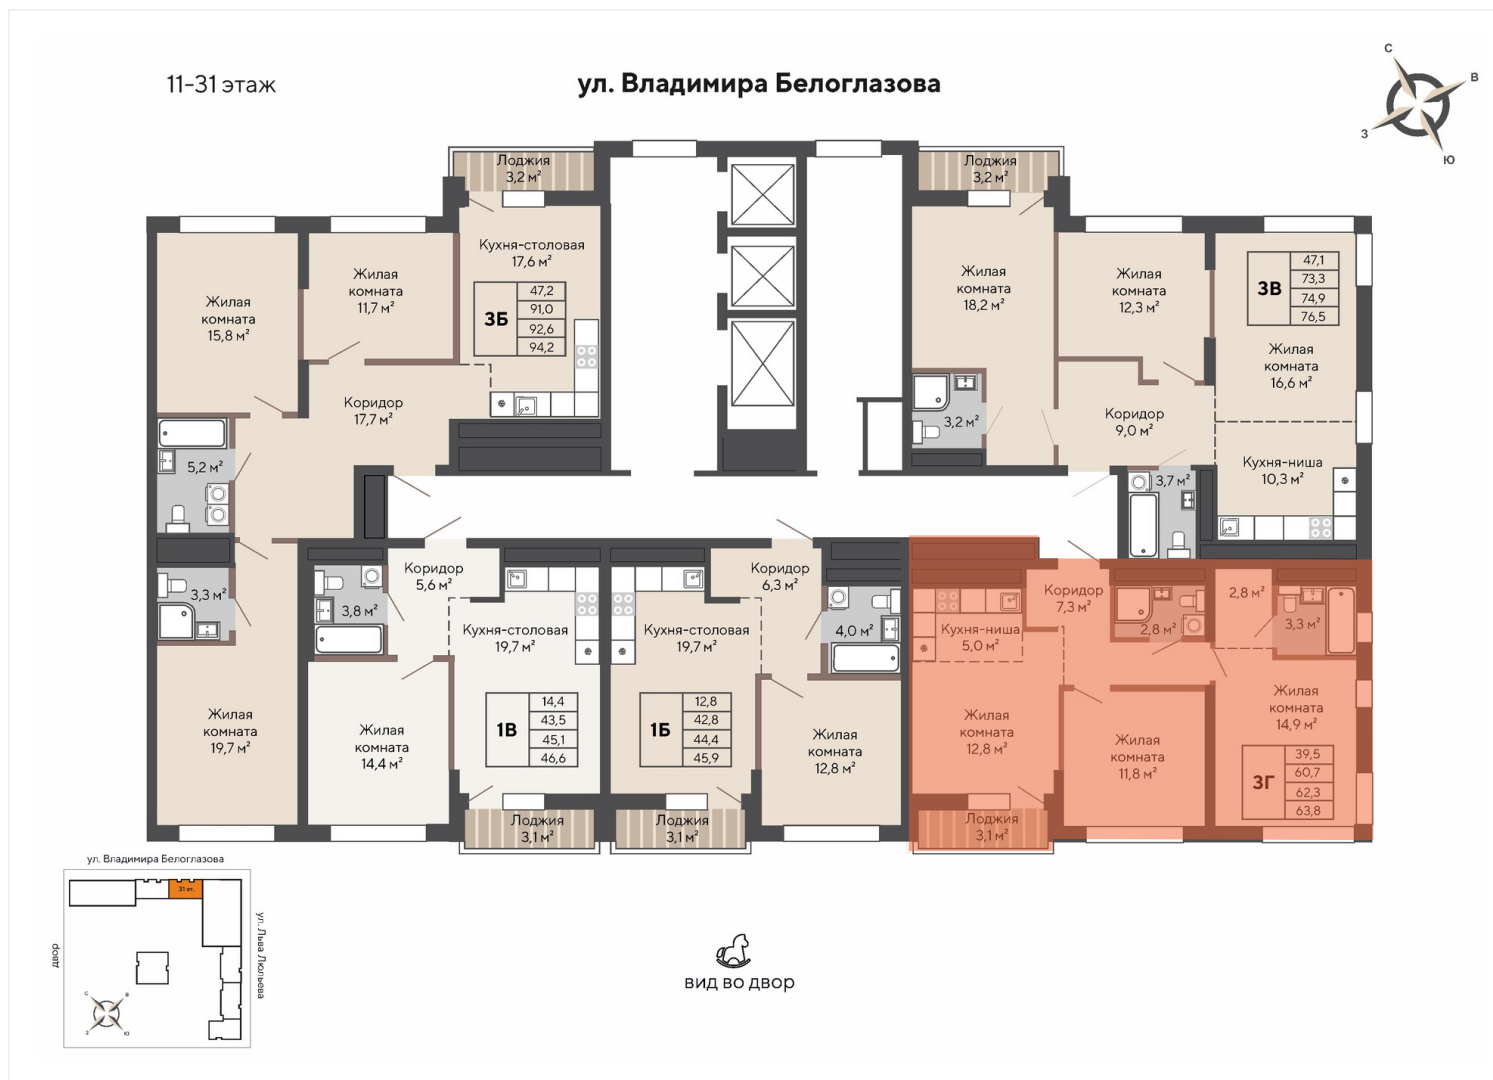 11-31 этаж
ул. Владимира Белоглазова
С
В
З
Ю
Лоджия
3,2 м²
Кухня-столовая
17,6 м²
3Б
47,2
91,0
92,6
94,2
Жилая
комната
11,7 м²
Жилая
комната
15,8 м²
Коридор
17,7 м²
5,2 м²
3,3 м²
Жилая
комната
19,7 м²
Лоджия
3,2 м²
Жилая
комната
18,2 м²
Жилая
комната
12,3 м²
3В
47,1
73,3
74,9
76,5
Жилая
комната
16,6 м²
3,2 м²
Коридор
9,0 м²
Кухня-ниша
10,3 м²
3,7 м²
Коридор
5,6 м²
3,8 м²
Кухня-столовая
19,7 м²
Жилая
комната
14,4 м²
1В
14,4
43,5
45,1
46,6
Лоджия
3,1 м²
Коридор
6,3 м²
4,0 м²
Кухня-столовая
19,7 м²
1Б
12,8
42,8
44,4
45,9
Жилая
комната
12,8 м²
Лоджия
3,1 м²
Коридор
7,3 м²
2,8 м²
2,8 м²
3,3 м²
Кухня-ниша
5,0 м²
Жилая
комната
12,8 м²
Жилая
комната
11,8 м²
Жилая
комната
14,9 м²
3Г
39,5
60,7
62,3
63,8
Лоджия
3,1 м²
ул. Владимира Белоглазова
31 эт.
двор
ул. Льва Люльева
С
В
З
Ю
вид во двор